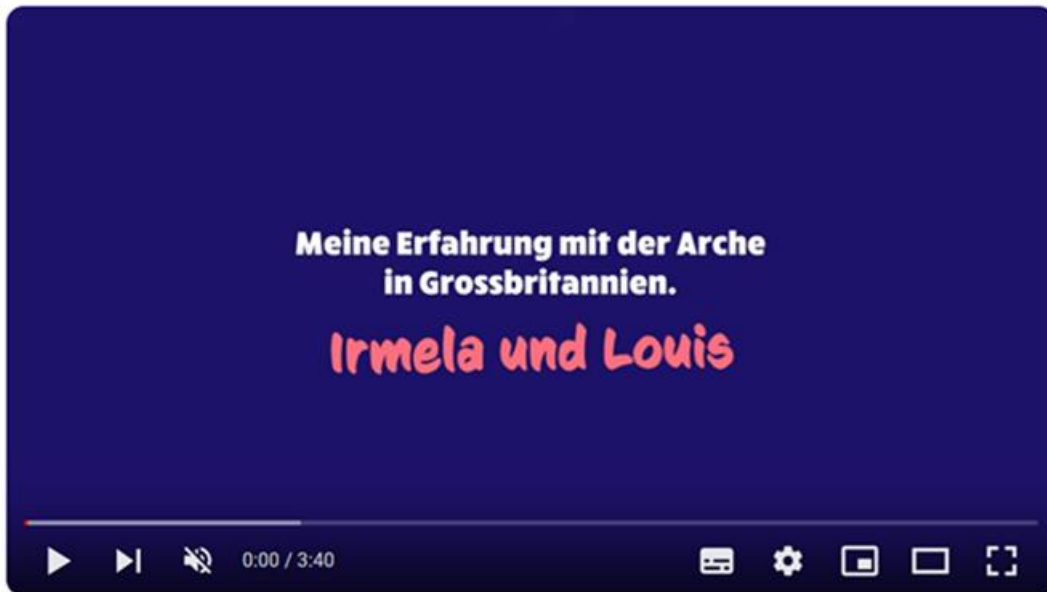 Meine Erfahrung mit der Arche
in Grossbritannien.
Irmela und Louis
0:00 / 3:40